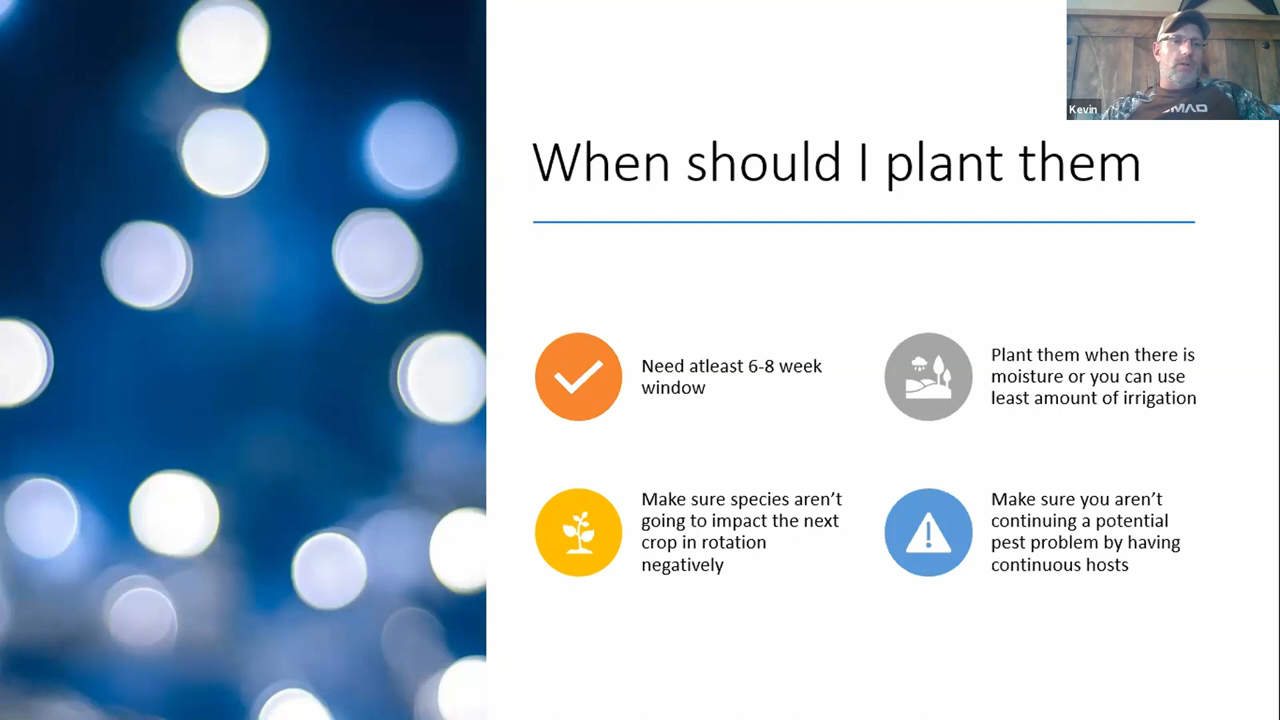 Kevin
When should I plant them
Need atleast 6-8 week
window
Plant them when there is
moisture or you can use
least amount of irrigation
Make sure species aren’t
going to impact the next
crop in rotation
negatively
Make sure you aren’t
continuing a potential
pest problem by having
continuous hosts